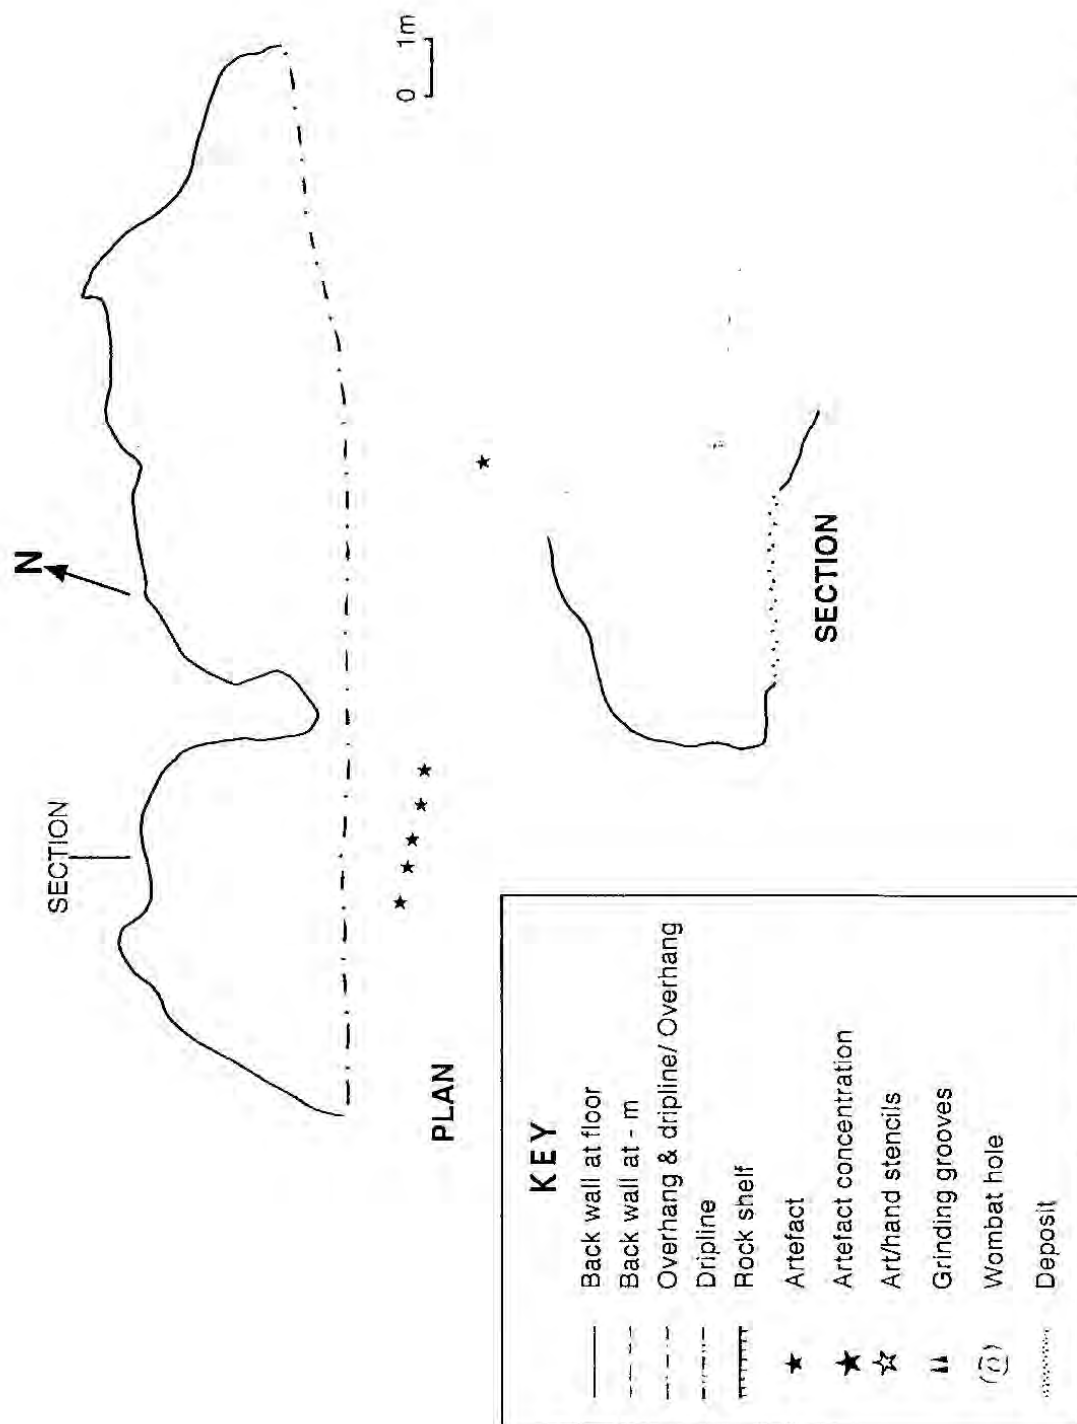 N
SECTION
0 1m
PLAN
SECTION
KEY
Back wall at floor
Back wall at - m
Overhang & dripline/ Overhang
Dripline
Rock shelf
Artefact
Artefact concentration
Art/hand stencils
Grinding grooves
Wombat hole
Deposit